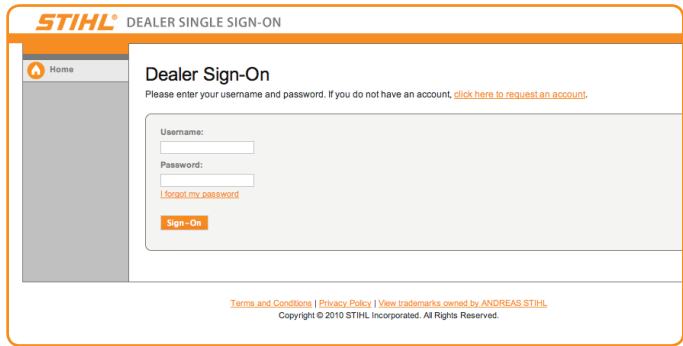 STIHL® DEALER SINGLE SIGN-ON
Home
Dealer Sign-On
Please enter your username and password. If you do not have an account, click here to request an account.
Username:
Password:
I forgot my password
Sign-On
Terms and Conditions | Privacy Policy | View trademarks owned by ANDREAS STIHL
Copyright © 2010 STIHL Incorporated. All Rights Reserved.